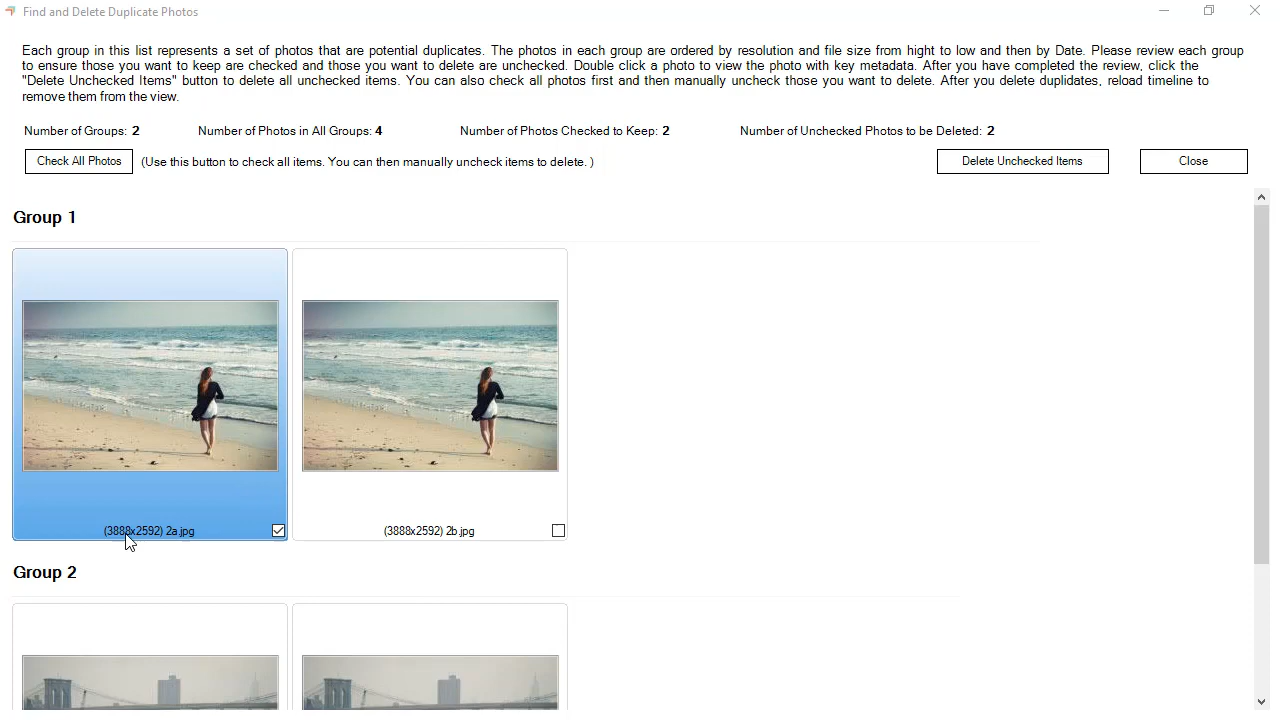 Find and Delete Duplicate Photos
Each group in this list represents a set of photos that are potential duplicates. The photos in each group are ordered by resolution and file size from hight to low and then by Date. Please review each group
to ensure those you want to keep are checked and those you want to delete are unchecked. Double click a photo to view the photo with key metadata. After you have completed the review, click the
"Delete Unchecked Items" button to delete all unchecked items. You can also check all photos first and then manually uncheck those you want to delete. After you delete duplidates, reload timeline to
remove them from the view.
Number of Groups: 2 Number of Photos in All Groups: 4 Number of Photos Checked to Keep: 2 Number of Unchecked Photos to be Deleted: 2
Check All Photos (Use this button to check all items. You can then manually uncheck items to delete. ) Delete Unchecked Items Close
Group 1
(3888x2592) 2a.jpg (3888x2592) 2b.jpg
Group 2